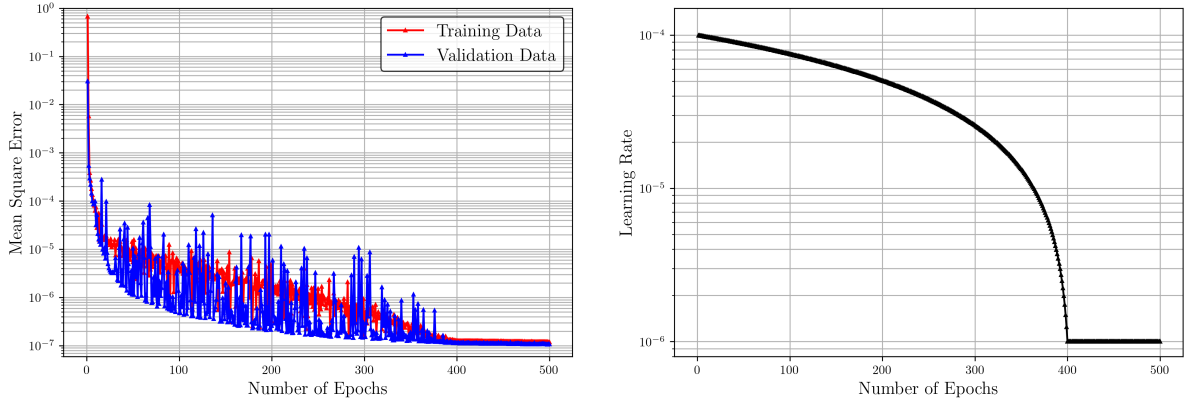 10⁰
10⁻¹
10⁻²
10⁻³
10⁻⁴
10⁻⁵
10⁻⁶
10⁻⁷
Mean Square Error
Training Data
Validation Data
0 100 200 300 400 500
Number of Epochs
10⁻⁴
10⁻⁵
10⁻⁶
Learning Rate
0 100 200 300 400 500
Number of Epochs